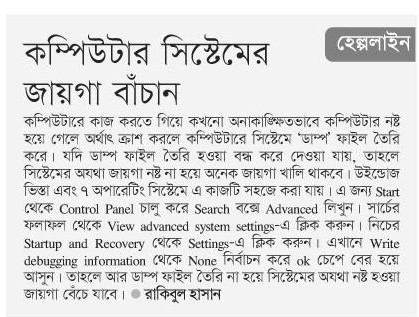 হেল্পলাইন
কম্পিউটার সিস্টেমের
জায়গা বাঁচান
কম্পিউটারে কাজ করতে গিয়ে কখনো অনাকাঙ্ক্ষিতভাবে কম্পিউটার নষ্ট
হয়ে গেলে অর্থাৎ ক্রাশ করলে কম্পিউটারে সিস্টেম ‘ডাম্প’ ফাইল তৈরি
করে। যদি ডাম্প ফাইল তৈরি হওয়া বন্ধ করে দেওয়া যায়, তাহলে
সিস্টেমের অযথা জায়গা নষ্ট না হয়ে অনেক জায়গা খালি থাকবে। উইন্ডোজ
ভিস্তা এবং ৭ অপারেটিং সিস্টেমে এ কাজটি সহজে করা যায়। এ জন্য Start
থেকে Control Panel চালু করে Search বক্সে Advanced লিখুন। সার্চের
ফলাফল থেকে View advanced system settings-এ ক্লিক করুন। নিচের
Startup and Recovery থেকে Settings-এ ক্লিক করুন। এখানে Write
debugging information থেকে None নির্বাচন করে ok চেপে বের হয়ে
আসুন। তাহলে আর ডাম্প ফাইল তৈরি না হয়ে সিস্টেমের অযথা নষ্ট হওয়া
জায়গা বেঁচে যাবে। ● রাকিবুল হাসান